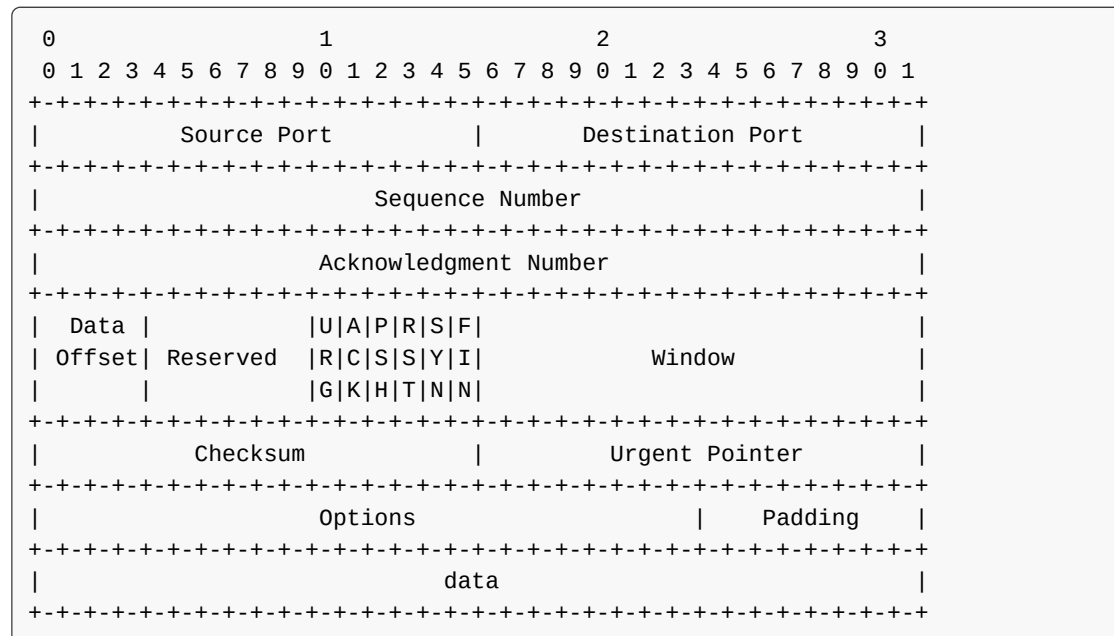 0                   1                   2                   3
 0 1 2 3 4 5 6 7 8 9 0 1 2 3 4 5 6 7 8 9 0 1 2 3 4 5 6 7 8 9 0 1
+-+-+-+-+-+-+-+-+-+-+-+-+-+-+-+-+-+-+-+-+-+-+-+-+-+-+-+-+-+-+-+-+
|          Source Port          |       Destination Port        |
+-+-+-+-+-+-+-+-+-+-+-+-+-+-+-+-+-+-+-+-+-+-+-+-+-+-+-+-+-+-+-+-+
|                        Sequence Number                        |
+-+-+-+-+-+-+-+-+-+-+-+-+-+-+-+-+-+-+-+-+-+-+-+-+-+-+-+-+-+-+-+-+
|                    Acknowledgment Number                      |
+-+-+-+-+-+-+-+-+-+-+-+-+-+-+-+-+-+-+-+-+-+-+-+-+-+-+-+-+-+-+-+-+
|  Data |           |U|A|P|R|S|F|                               |
| Offset| Reserved  |R|C|S|S|Y|I|            Window             |
|       |           |G|K|H|T|N|N|                               |
+-+-+-+-+-+-+-+-+-+-+-+-+-+-+-+-+-+-+-+-+-+-+-+-+-+-+-+-+-+-+-+-+
|           Checksum            |         Urgent Pointer        |
+-+-+-+-+-+-+-+-+-+-+-+-+-+-+-+-+-+-+-+-+-+-+-+-+-+-+-+-+-+-+-+-+
|                    Options                    |    Padding    |
+-+-+-+-+-+-+-+-+-+-+-+-+-+-+-+-+-+-+-+-+-+-+-+-+-+-+-+-+-+-+-+-+
|                             data                              |
+-+-+-+-+-+-+-+-+-+-+-+-+-+-+-+-+-+-+-+-+-+-+-+-+-+-+-+-+-+-+-+-+